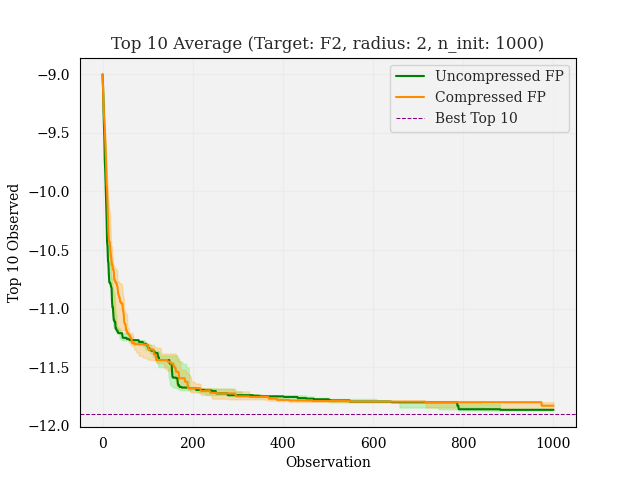 Top 10 Average (Target: F2, radius: 2, n_init: 1000)
Uncompressed FP
Compressed FP
Best Top 10
Top 10 Observed
−9.0
−9.5
−10.0
−10.5
−11.0
−11.5
−12.0
0 200 400 600 800 1000
Observation